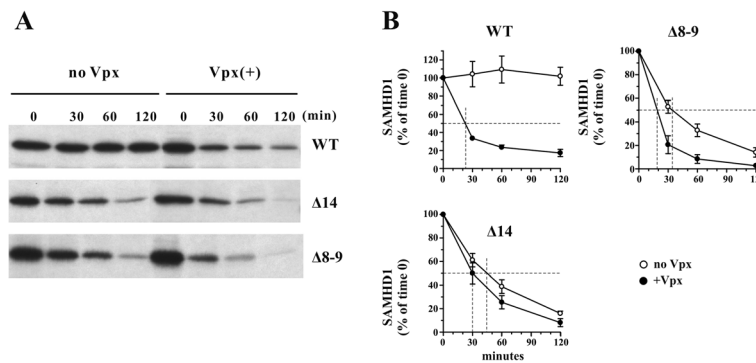 A
no Vpx Vpx(+)
0 30 60 120 0 30 60 120 (min)
WT
Δ14
Δ8-9
B
WT
SAMHD1
(% of time 0)
120
100
80
60
40
20
0
0 30 60 90 120
Δ8-9
SAMHD1
(% of time 0)
100
80
60
40
20
0
0 30 60 90 120
Δ14
SAMHD1
(% of time 0)
100
80
60
40
20
0
0 30 60 90 120
minutes
no Vpx
+Vpx